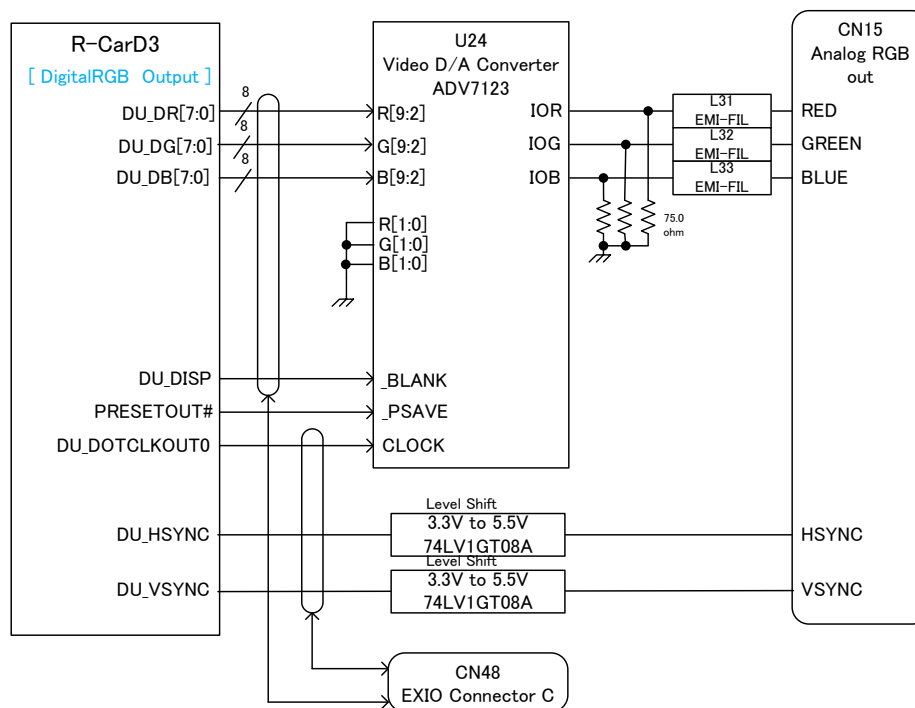 R-CarD3
[ DigitalRGB Output ]
DU_DR[7:0]
DU_DG[7:0]
DU_DB[7:0]
8
8
8
DU_DISP
PRESETOUT#
DU_DOTCLKOUT0
DU_HSYNC
DU_VSYNC
U24
Video D/A Converter
ADV7123
R[9:2]
G[9:2]
B[9:2]
R[1:0]
G[1:0]
B[1:0]
_BLANK
_PSAVE
CLOCK
IOR
IOG
IOB
L31
EMI-FIL
L32
EMI-FIL
L33
EMI-FIL
75.0
ohm
CN15
Analog RGB
out
RED
GREEN
BLUE
HSYNC
VSYNC
Level Shift
3.3V to 5.5V
74LV1GT08A
Level Shift
3.3V to 5.5V
74LV1GT08A
CN48
EXIO Connector C